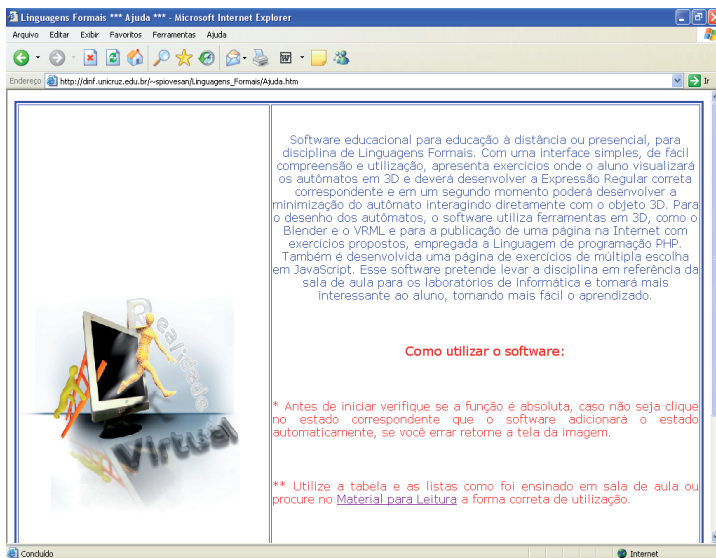 Linguagens Formais *** Ajuda *** - Microsoft Internet Explorer
Arquivo Editar Exibir Favoritos Ferramentas Ajuda
Endereço http://dinf.unicruz.edu.br/~spiovesan/Linguagens_Formais/Ajuda.htm Ir
Software educacional para educação à distância ou presencial, para
disciplina de Linguagens Formais. Com uma interface simples, de fácil
compreensão e utilização, apresenta exercícios onde o aluno visualizará
os autômatos em 3D e deverá desenvolver a Expressão Regular correta
correspondente e em um segundo momento poderá desenvolver a
minimização do autômato interagindo diretamente com o objeto 3D. Para
o desenho dos autômatos, o software utiliza ferramentas em 3D, como o
Blender e o VRML e para a publicação de uma página na Internet com
exercícios propostos, empregada a Linguagem de programação PHP.
Também é desenvolvida uma página de exercícios de múltipla escolha
em JavaScript. Esse software pretende levar a disciplina em referência da
sala de aula para os laboratórios de informática e tornará mais
interessante ao aluno, tornando mais fácil o aprendizado.
Realidade
Virtual
Como utilizar o software:
* Antes de iniciar verifique se a função é absoluta, caso não seja clique
no estado correspondente que o software adicionará o estado
automaticamente, se você errar retorne a tela da imagem.
** Utilize a tabela e as listas como foi ensinado em sala de aula ou
procure no Material para Leitura a forma correta de utilização.
Concluído Internet